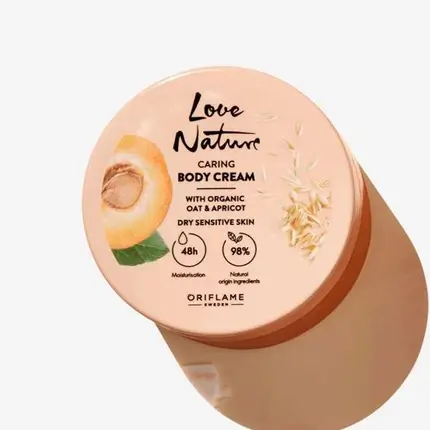 Love
Nature
CARING
BODY CREAM
WITH ORGANIC
OAT & APRICOT
DRY SENSITIVE SKIN
48h 98%
Moisturisation Natural
origin ingredients
ORIFLAME
SWEDEN